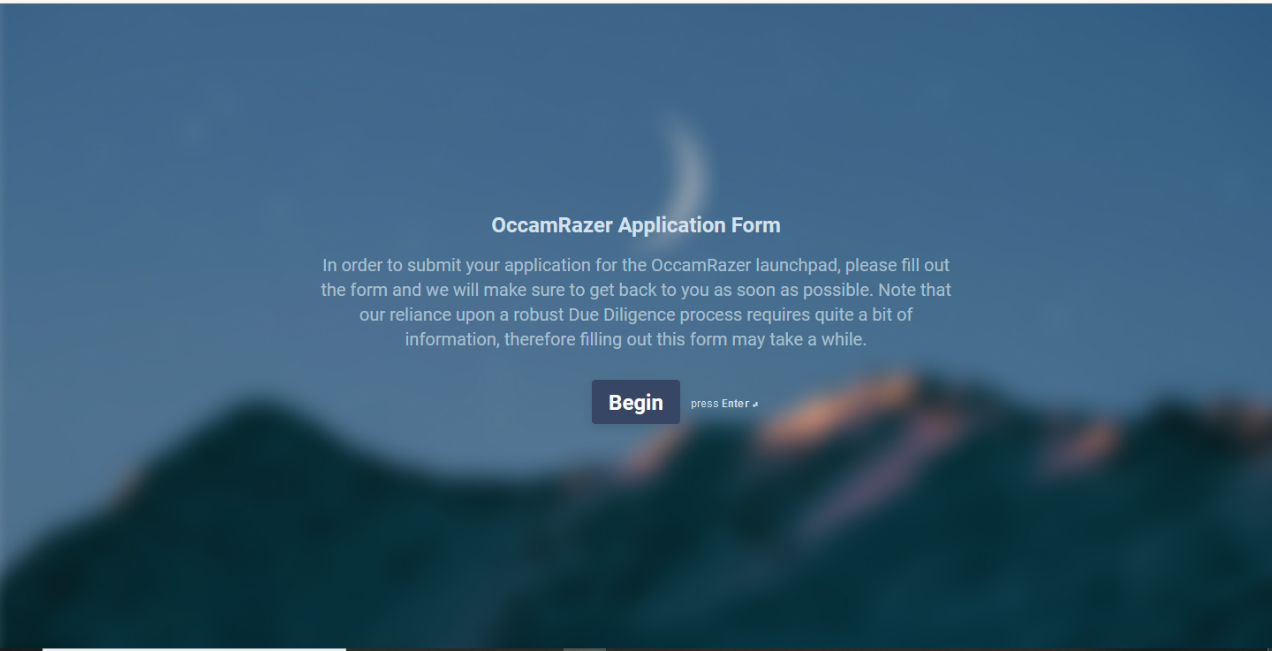 OccamRazer Application Form
In order to submit your application for the OccamRazer launchpad, please fill out
the form and we will make sure to get back to you as soon as possible. Note that
our reliance upon a robust Due Diligence process requires quite a bit of
information, therefore filling out this form may take a while.
Begin press Enter ↵